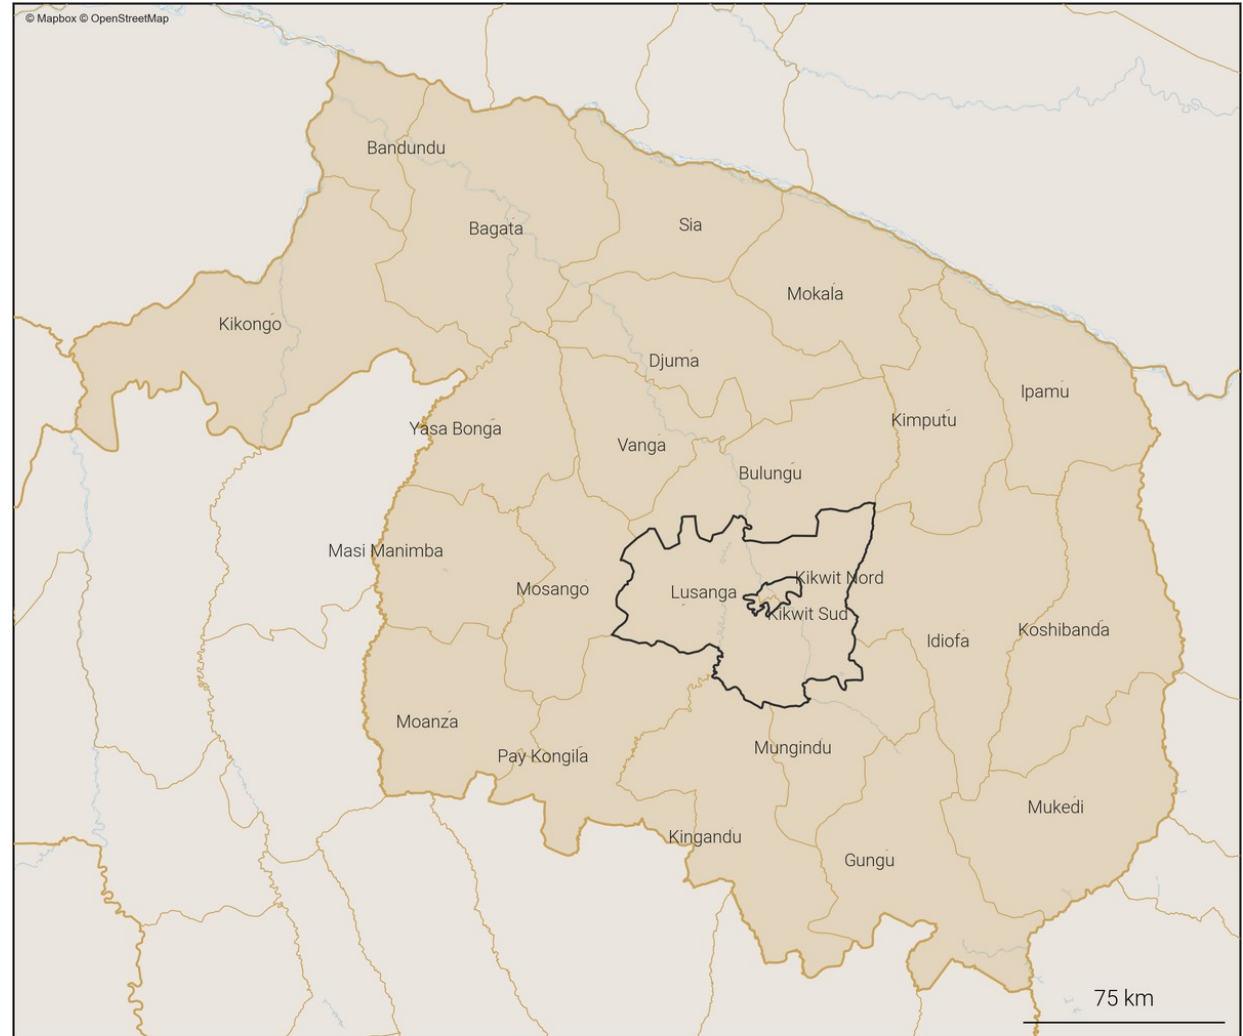 © Mapbox © OpenStreetMap
Bandundu
Bagata
Sia
Mokala
Kikongo
Djuma
Ipamu
Kimputu
Yasa Bonga
Vanga
Bulungu
Masi Manimba
Kikwit Nord
Mosango
Lusanga
Kikwit Sud
Koshibanda
Idiofa
Moanza
Mungindu
Pay Kongila
Mukedi
Kingandu
Gungu
75 km